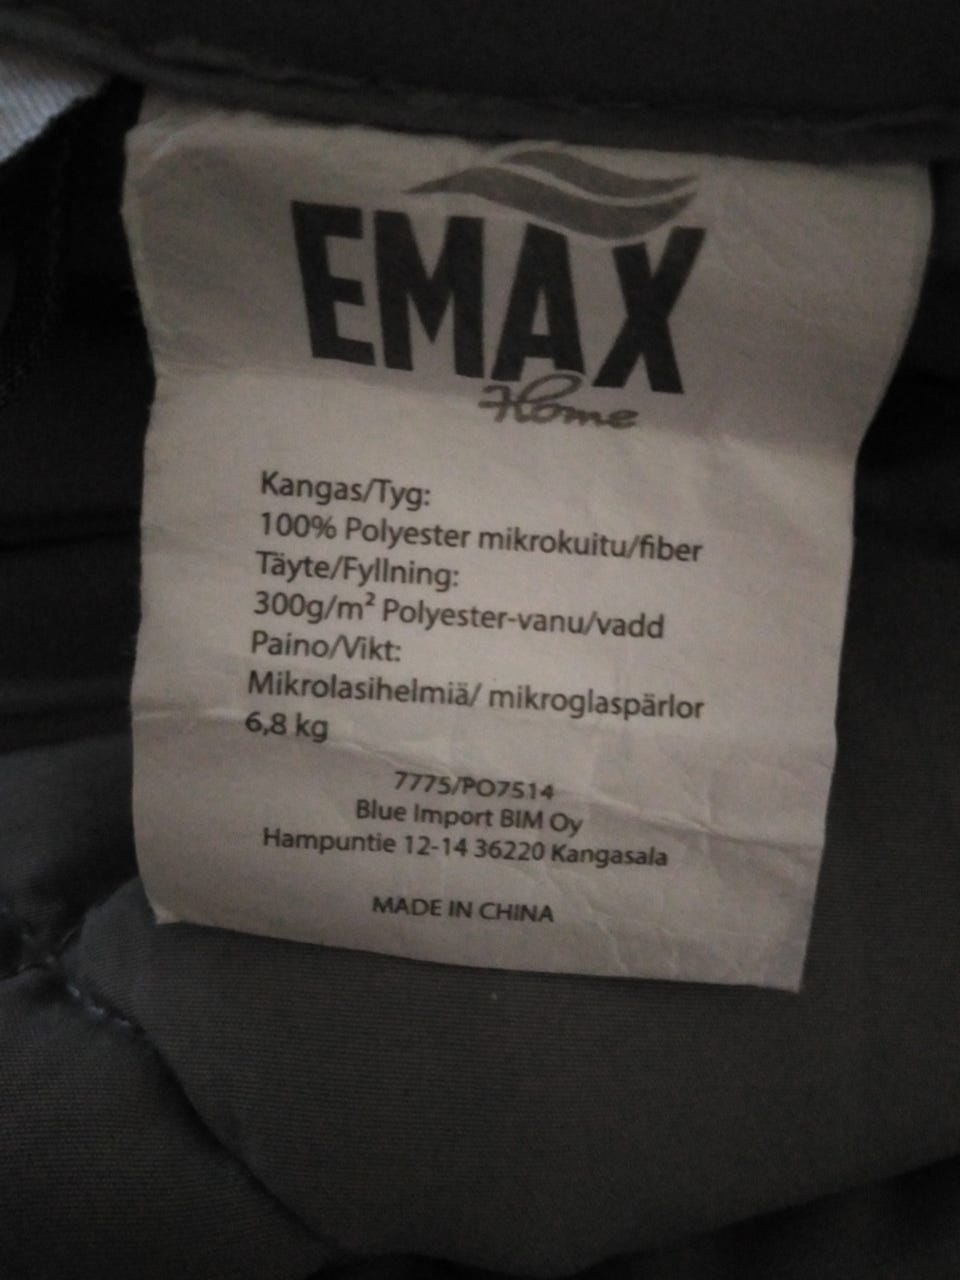 EMAX
Home
Kangas/Tyg:
100% Polyester mikrokuitu/fiber
Täyte/Fyllning:
300g/m² Polyester-vanu/vadd
Paino/Vikt:
Mikrolasihelmiä/ mikroglaspärlor
6,8 kg
7775/PO7514
Blue Import BIM Oy
Hampuntie 12-14 36220 Kangasala
MADE IN CHINA